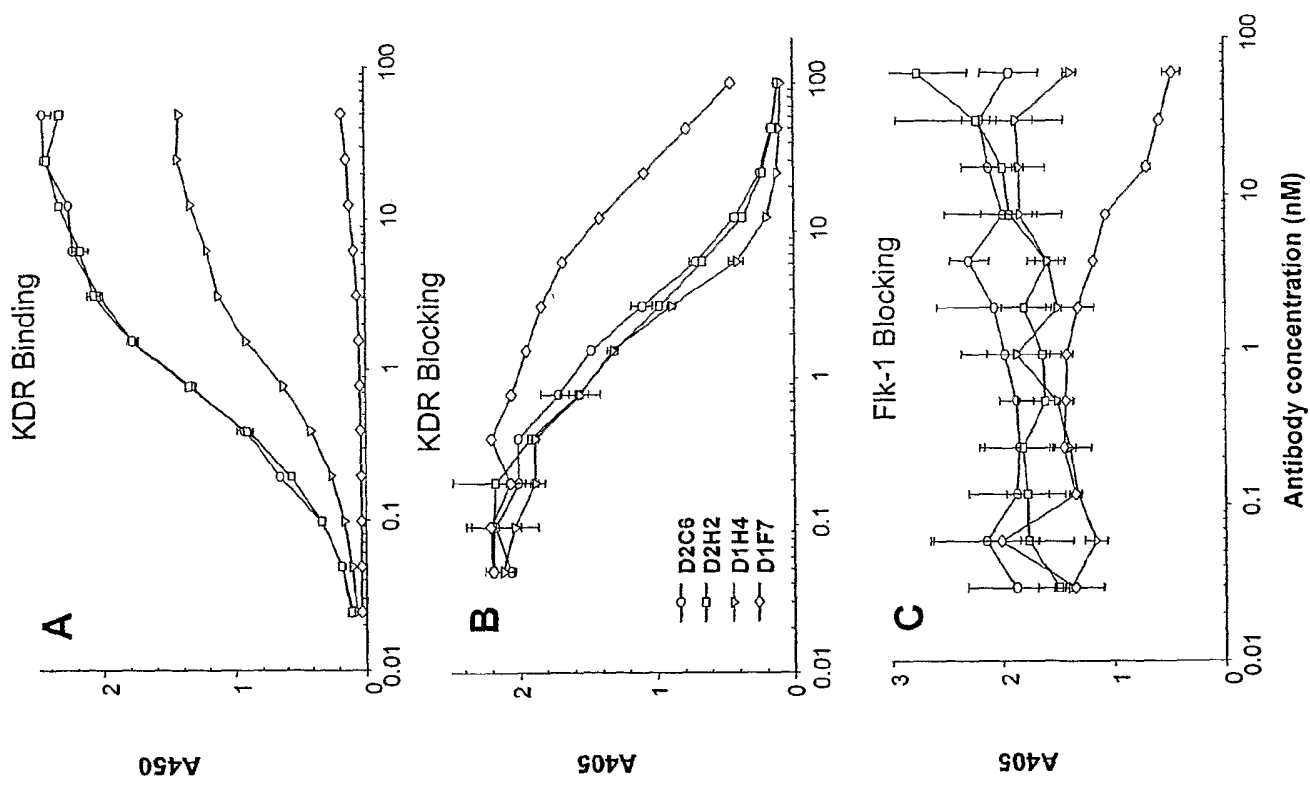 A
KDR Binding
A450
2
1
0
0.01
0.1
1
10
100
B
KDR Blocking
A405
2
1
0
0.01
0.1
1
10
100
D2C6
D2H2
D1H4
D1F7
C
Flk-1 Blocking
A405
3
2
1
0
0.01
0.1
1
10
100
Antibody concentration (nM)